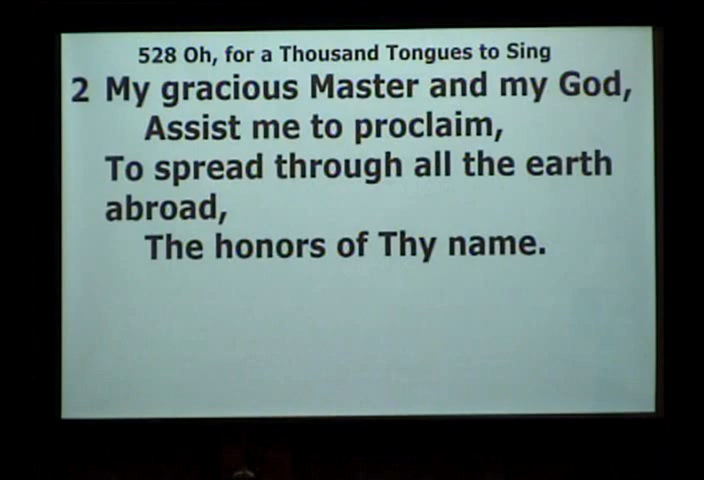 528 Oh, for a Thousand Tongues to Sing
2 My gracious Master and my God,
Assist me to proclaim,
To spread through all the earth
abroad,
The honors of Thy name.